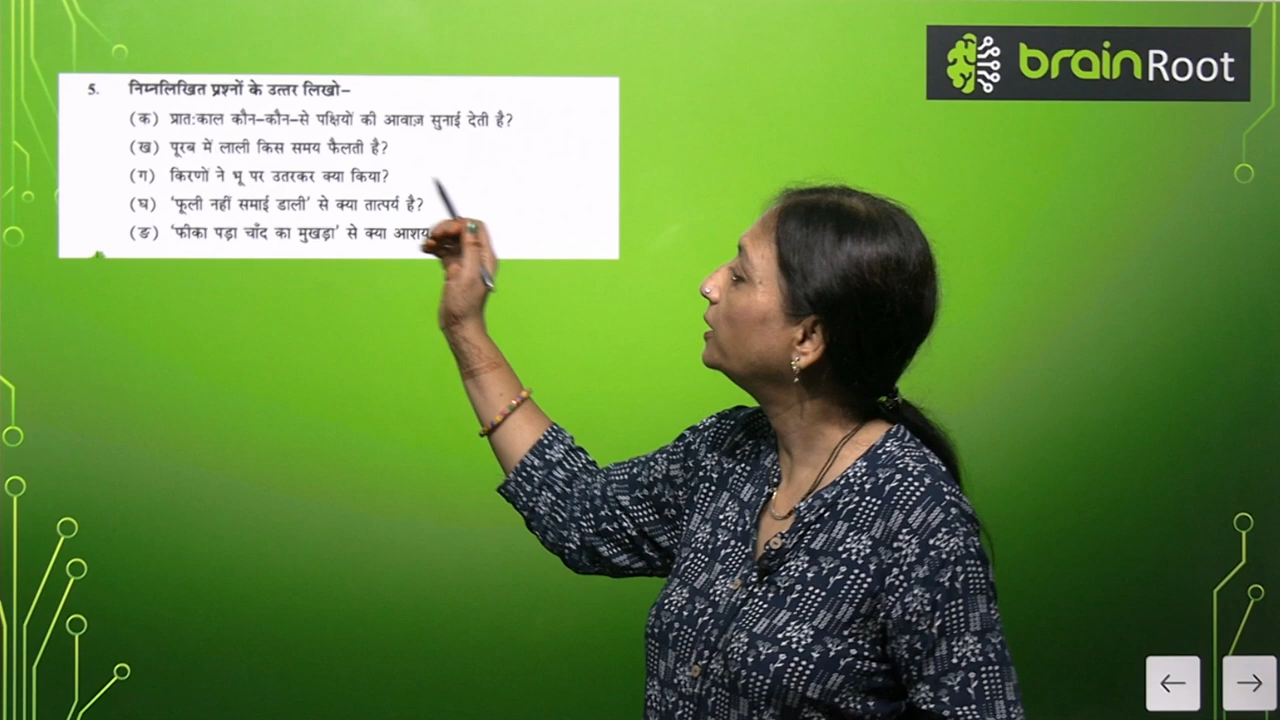 brainRoot
5. निम्नलिखित प्रश्नों के उत्तर लिखो–
(क) प्रात:काल कौन–कौन–से पक्षियों की आवाज़ सुनाई देती है?
(ख) पूरब में लाली किस समय फैलती है?
(ग) किरणों ने भू पर उतरकर क्या किया?
(घ) 'फूली नहीं समाई डाली' से क्या तात्पर्य है?
(ङ) 'फीका पड़ा चाँद का मुखड़ा' से क्या आशय